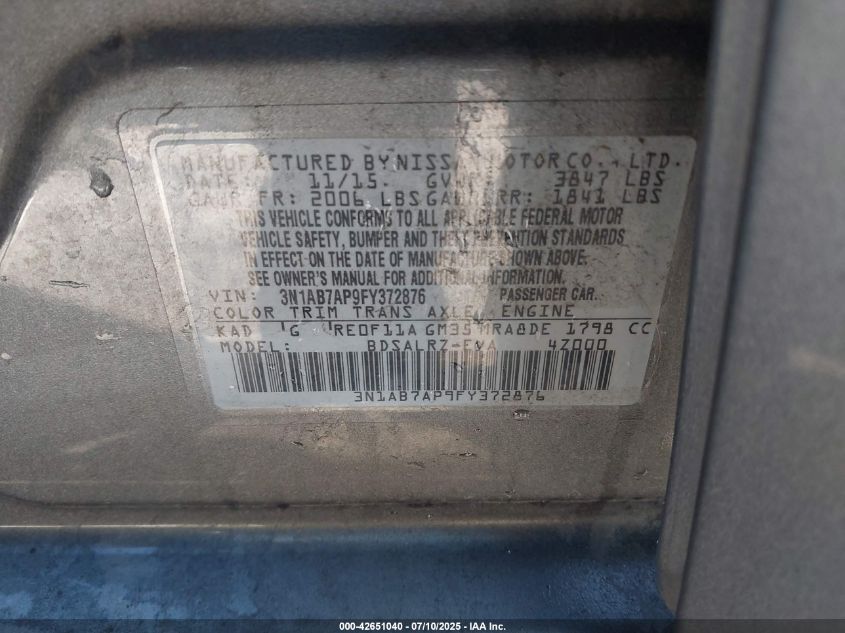 MANUFACTURED BY NISSAN MOTOR CO., LTD.
DATE: 11/15 GVWR: 3847 LBS
GAWR FR: 2006 LBS GAWR RR: 1841 LBS
THIS VEHICLE CONFORMS TO ALL APPLICABLE FEDERAL MOTOR
VEHICLE SAFETY, BUMPER AND THEFT PREVENTION STANDARDS
IN EFFECT ON THE DATE OF MANUFACTURE SHOWN ABOVE.
SEE OWNER'S MANUAL FOR ADDITIONAL INFORMATION.
VIN: 3N1AB7AP9FY372876 PASSENGER CAR
COLOR TRIM TRANS AXLE ENGINE
KAD G RE0F11A GM35 MRA8DE 1798 CC
MODEL: BDSALRZ-EVA 4Z000
3N1AB7AP9FY372876
000-42651040 - 07/10/2025 - IAA Inc.